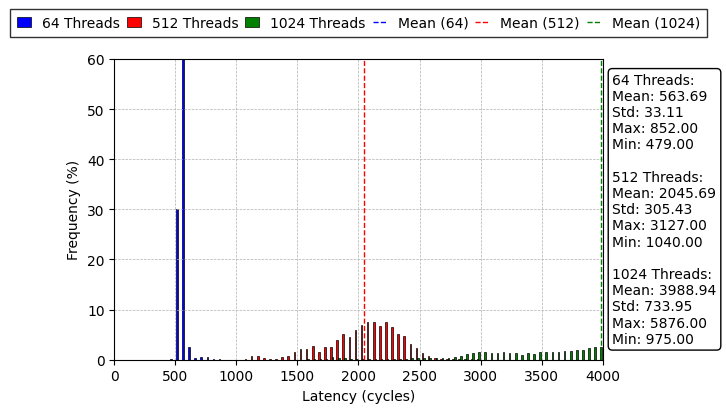 64 Threads 512 Threads 1024 Threads Mean (64) Mean (512) Mean (1024)
60
50
40
30
20
10
0
Frequency (%)
0 500 1000 1500 2000 2500 3000 3500 4000
Latency (cycles)
64 Threads:
Mean: 563.69
Std: 33.11
Max: 852.00
Min: 479.00
512 Threads:
Mean: 2045.69
Std: 305.43
Max: 3127.00
Min: 1040.00
1024 Threads:
Mean: 3988.94
Std: 733.95
Max: 5876.00
Min: 975.00